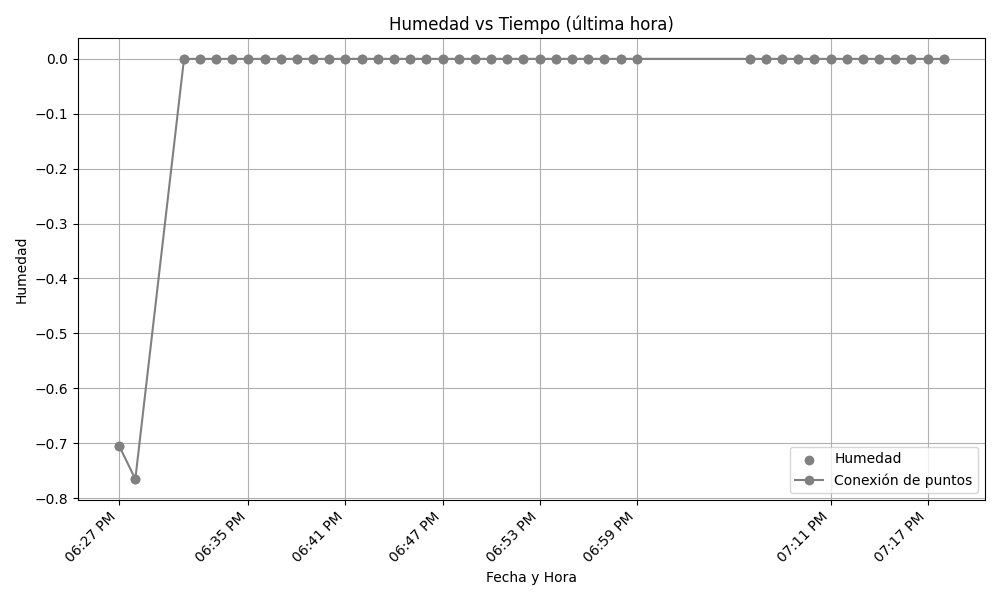 Humedad vs Tiempo (última hora)
Humedad
0.0
−0.1
−0.2
−0.3
−0.4
−0.5
−0.6
−0.7
−0.8
Humedad
Conexión de puntos
06:27 PM
06:35 PM
06:41 PM
06:47 PM
06:53 PM
06:59 PM
07:11 PM
07:17 PM
Fecha y Hora